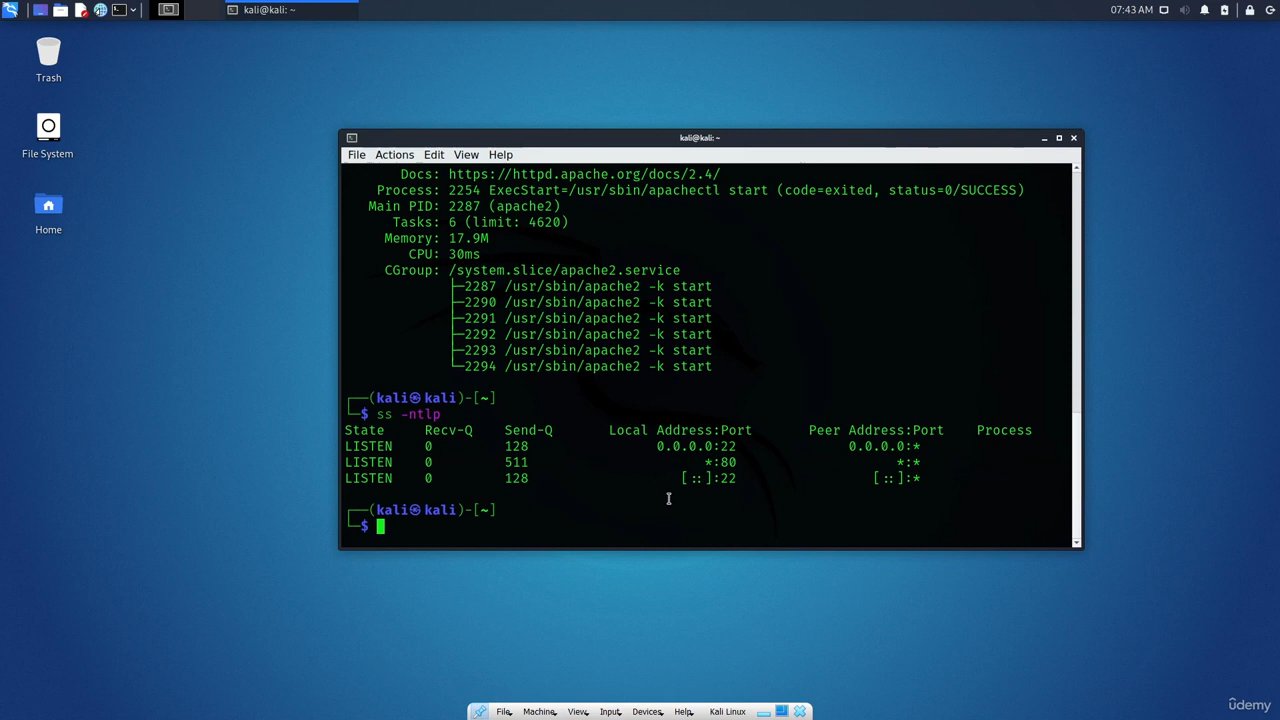 kali@kali: ~
07:43 AM
Trash
File System
Home
kali@kali: ~
File Actions Edit View Help
Docs: https://httpd.apache.org/docs/2.4/
Process: 2254 ExecStart=/usr/sbin/apachectl start (code=exited, status=0/SUCCESS)
Main PID: 2287 (apache2)
Tasks: 6 (limit: 4620)
Memory: 17.9M
CPU: 30ms
CGroup: /system.slice/apache2.service
├─2287 /usr/sbin/apache2 -k start
├─2290 /usr/sbin/apache2 -k start
├─2291 /usr/sbin/apache2 -k start
├─2292 /usr/sbin/apache2 -k start
├─2293 /usr/sbin/apache2 -k start
└─2294 /usr/sbin/apache2 -k start
┌──(kali㉿kali)-[~]
└─$ ss -ntlp
State Recv-Q Send-Q Local Address:Port Peer Address:Port Process
LISTEN 0 128 0.0.0.0:22 0.0.0.0:*
LISTEN 0 511 *:80 *:*
LISTEN 0 128 [::]:22 [::]:*
┌──(kali㉿kali)-[~]
└─$
File Machine View Input Devices Help Kali Linux
ûdemy